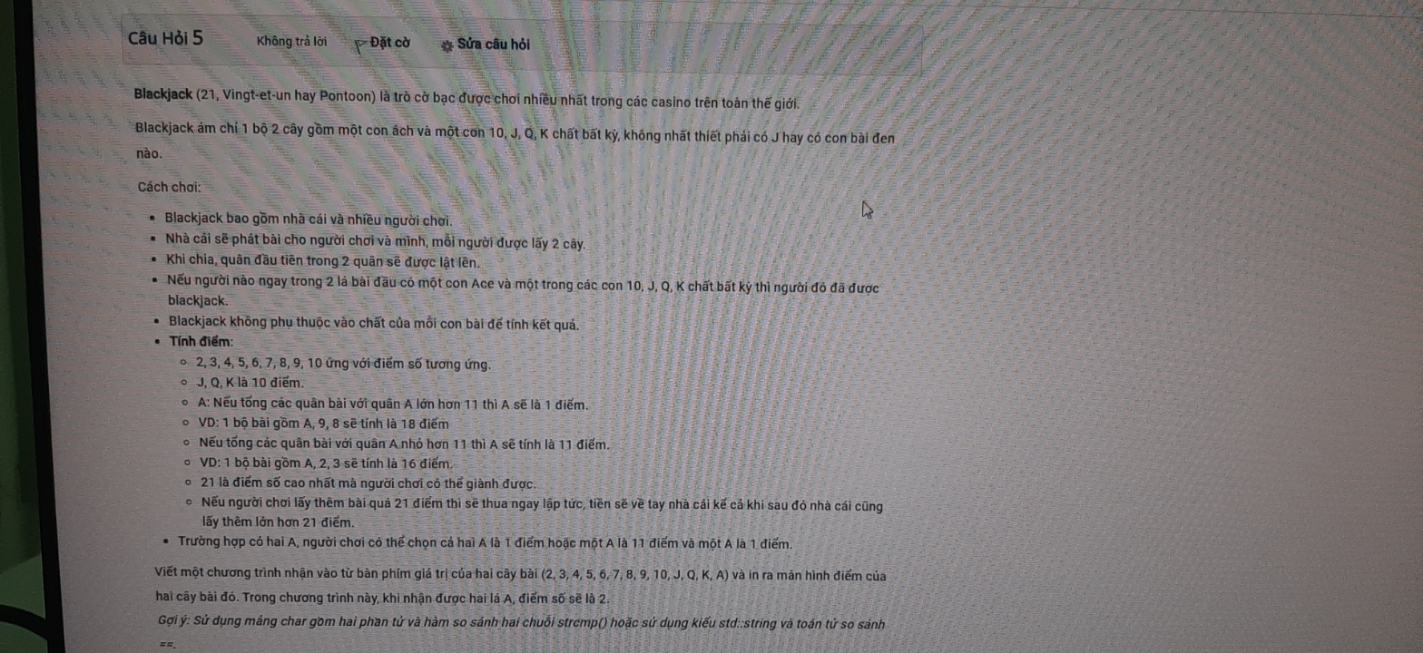 Câu Hỏi 5 Không trả lời Đặt cờ Sửa câu hỏi
Blackjack (21, Vingt-et-un hay Pontoon) là trò cờ bạc được chơi nhiều nhất trong các casino trên toàn thế giới.
Blackjack ám chỉ 1 bộ 2 cây gồm một con ách và một con 10, J, Q, K chất bất kỳ, không nhất thiết phải có J hay có con bài đen
nào.
Cách chơi:
• Blackjack bao gồm nhà cái và nhiều người chơi.
• Nhà cái sẽ phát bài cho người chơi và mình, mỗi người được lấy 2 cây.
• Khi chia, quân đầu tiên trong 2 quân sẽ được lật lên.
• Nếu người nào ngay trong 2 lá bài đầu có một con Ace và một trong các con 10, J, Q, K chất bất kỳ thì người đó đã được
blackjack.
• Blackjack không phụ thuộc vào chất của mỗi con bài để tính kết quả.
• Tính điểm:
○ 2, 3, 4, 5, 6, 7, 8, 9, 10 ứng với điểm số tương ứng.
○ J, Q, K là 10 điểm.
○ A: Nếu tổng các quân bài với quân A lớn hơn 11 thì A sẽ là 1 điểm.
○ VD: 1 bộ bài gồm A, 9, 8 sẽ tính là 18 điểm
○ Nếu tổng các quân bài với quân A nhỏ hơn 11 thì A sẽ tính là 11 điểm.
○ VD: 1 bộ bài gồm A, 2, 3 sẽ tính là 16 điểm.
○ 21 là điểm số cao nhất mà người chơi có thể giành được.
○ Nếu người chơi lấy thêm bài quá 21 điểm thì sẽ thua ngay lập tức, tiền sẽ về tay nhà cái kể cả khi sau đó nhà cái cũng
lấy thêm lớn hơn 21 điểm.
• Trường hợp có hai A, người chơi có thể chọn cả hai A là 1 điểm hoặc một A là 11 điểm và một A là 1 điểm.
Viết một chương trình nhận vào từ bàn phím giá trị của hai cây bài (2, 3, 4, 5, 6, 7, 8, 9, 10, J, Q, K, A) và in ra màn hình điểm của
hai cây bài đó. Trong chương trình này, khi nhận được hai lá A, điểm số sẽ là 2.
Gợi ý: Sử dụng mảng char gồm hai phần tử và hàm so sánh hai chuỗi strcmp() hoặc sử dụng kiểu std::string và toán tử so sánh
==.